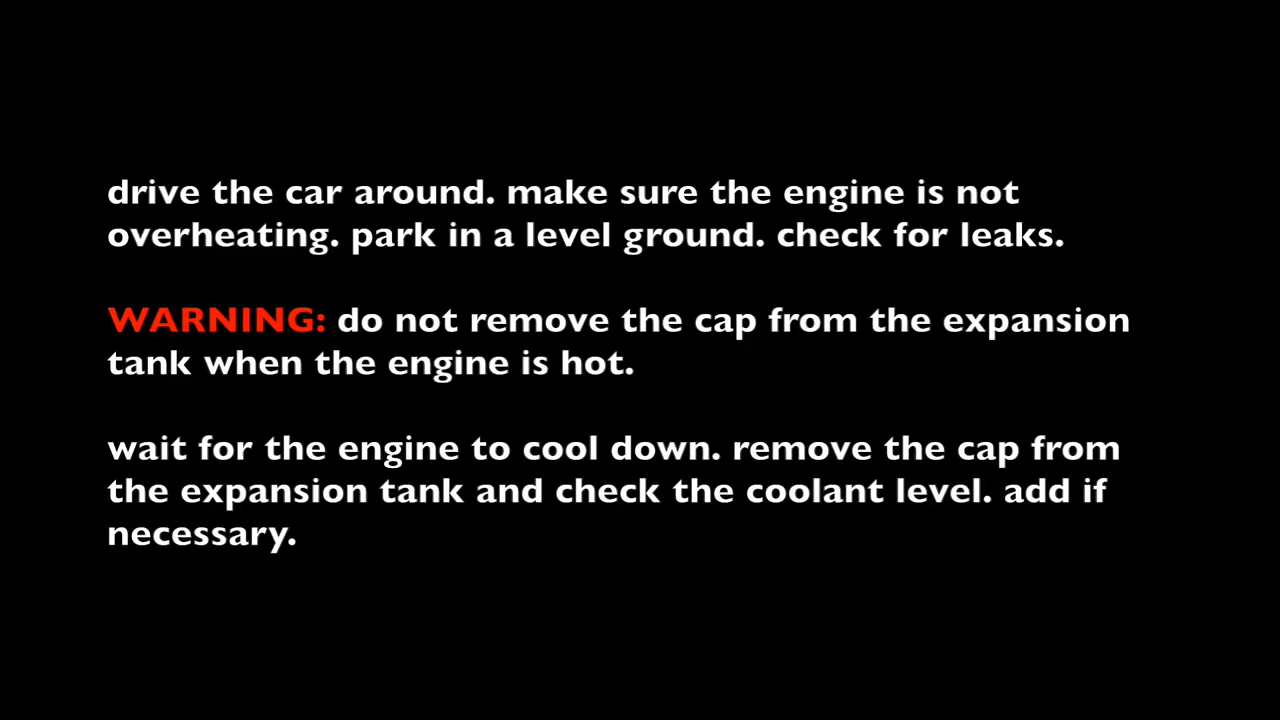 drive the car around. make sure the engine is not
overheating. park in a level ground. check for leaks.
WARNING: do not remove the cap from the expansion
tank when the engine is hot.
wait for the engine to cool down. remove the cap from
the expansion tank and check the coolant level. add if
necessary.